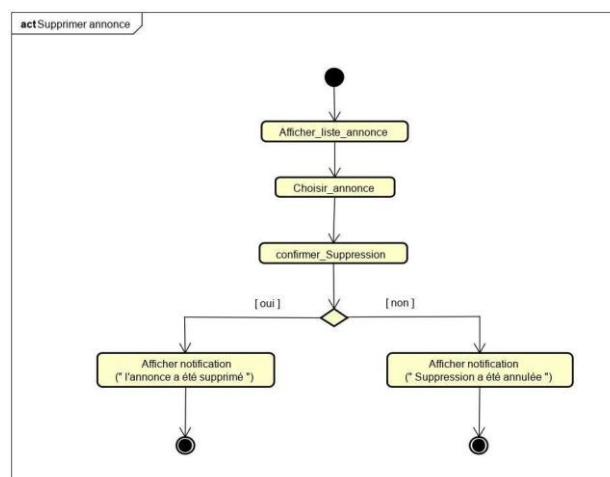 act Supprimer annonce
Afficher_liste_annonce
Choisir_annonce
confirmer_Suppression
[ oui ]
[ non ]
Afficher notification
(" l'annonce a été supprimé ")
Afficher notification
(" Suppression a été annulée ")